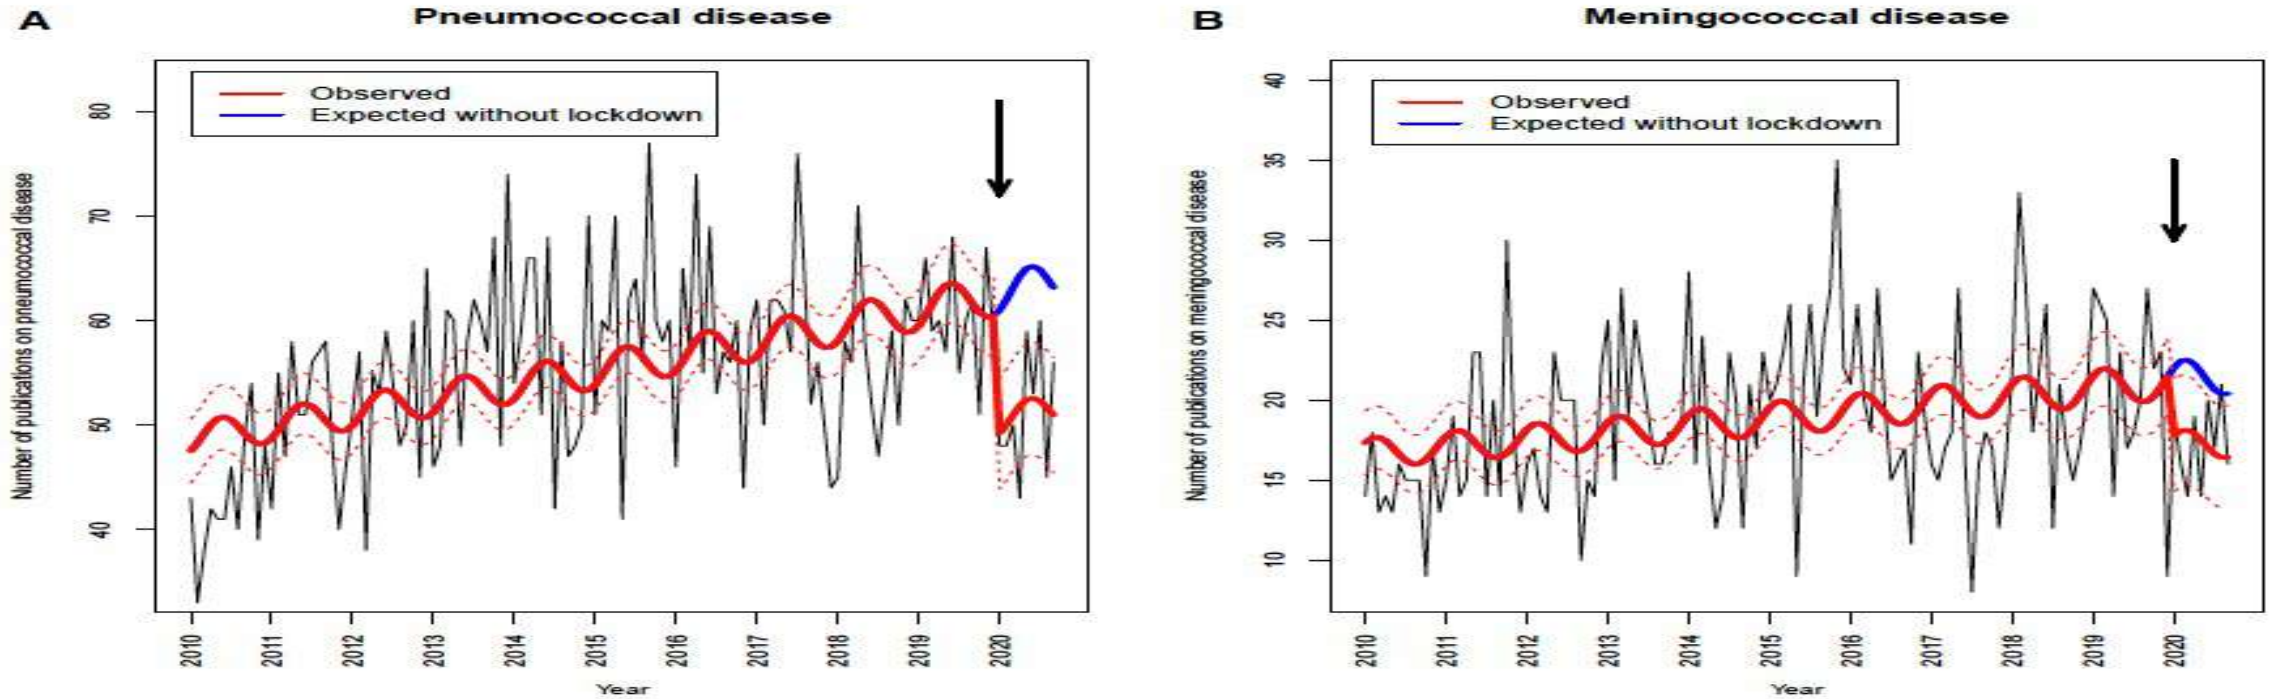 A
Pneumococcal disease
Observed
Expected without lockdown
Number of publications on pneumococcal disease
80
70
60
50
40
2010 2011 2012 2013 2014 2015 2016 2017 2018 2019 2020
Year
B
Meningococcal disease
Observed
Expected without lockdown
Number of publications on meningococcal disease
40
35
30
25
20
15
10
2010 2011 2012 2013 2014 2015 2016 2017 2018 2019 2020
Year